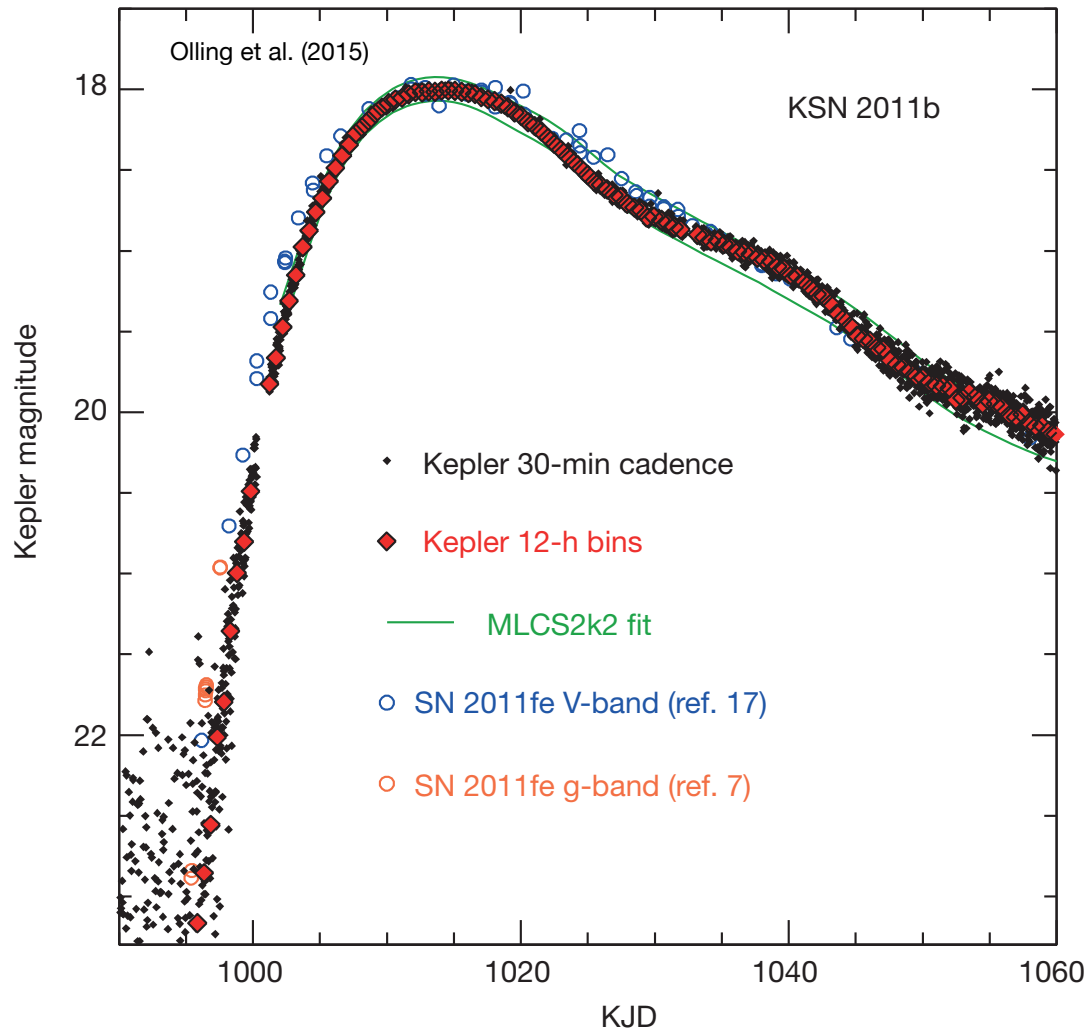 Olling et al. (2015)
KSN 2011b
18
20
22
Kepler magnitude
Kepler 30-min cadence
Kepler 12-h bins
MLCS2k2 fit
SN 2011fe V-band (ref. 17)
SN 2011fe g-band (ref. 7)
1000
1020
1040
1060
KJD